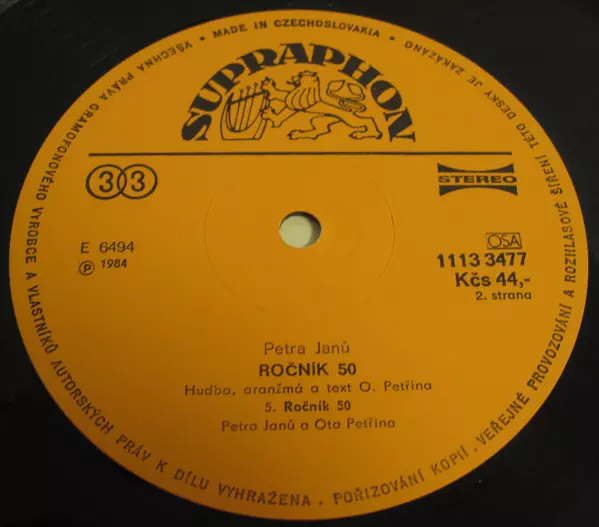 MADE IN CZECHOSLOVAKIA
VŠECHNA PRÁVA GRAMOFONOVÉHO VÝROBCE A VLASTNÍKŮ AUTORSKÝCH PRÁV K DÍLU VYHRAŽENA. POŘIZOVÁNÍ KOPIÍ. VEŘEJNÉ PROVOZOVÁNÍ A ROZHLASOVÉ ŠÍŘENÍ TÉTO DESKY JE ZAKÁZÁNO
SUPRAPHON
33
STEREO
E 6494
Ⓟ 1984
OSA
1113 3477
Kčs 44,-
2. strana
Petra Janů
ROČNÍK 50
Hudba, aranžmá a text O. Petřina
5. Ročník 50
Petra Janů a Ota Petřina